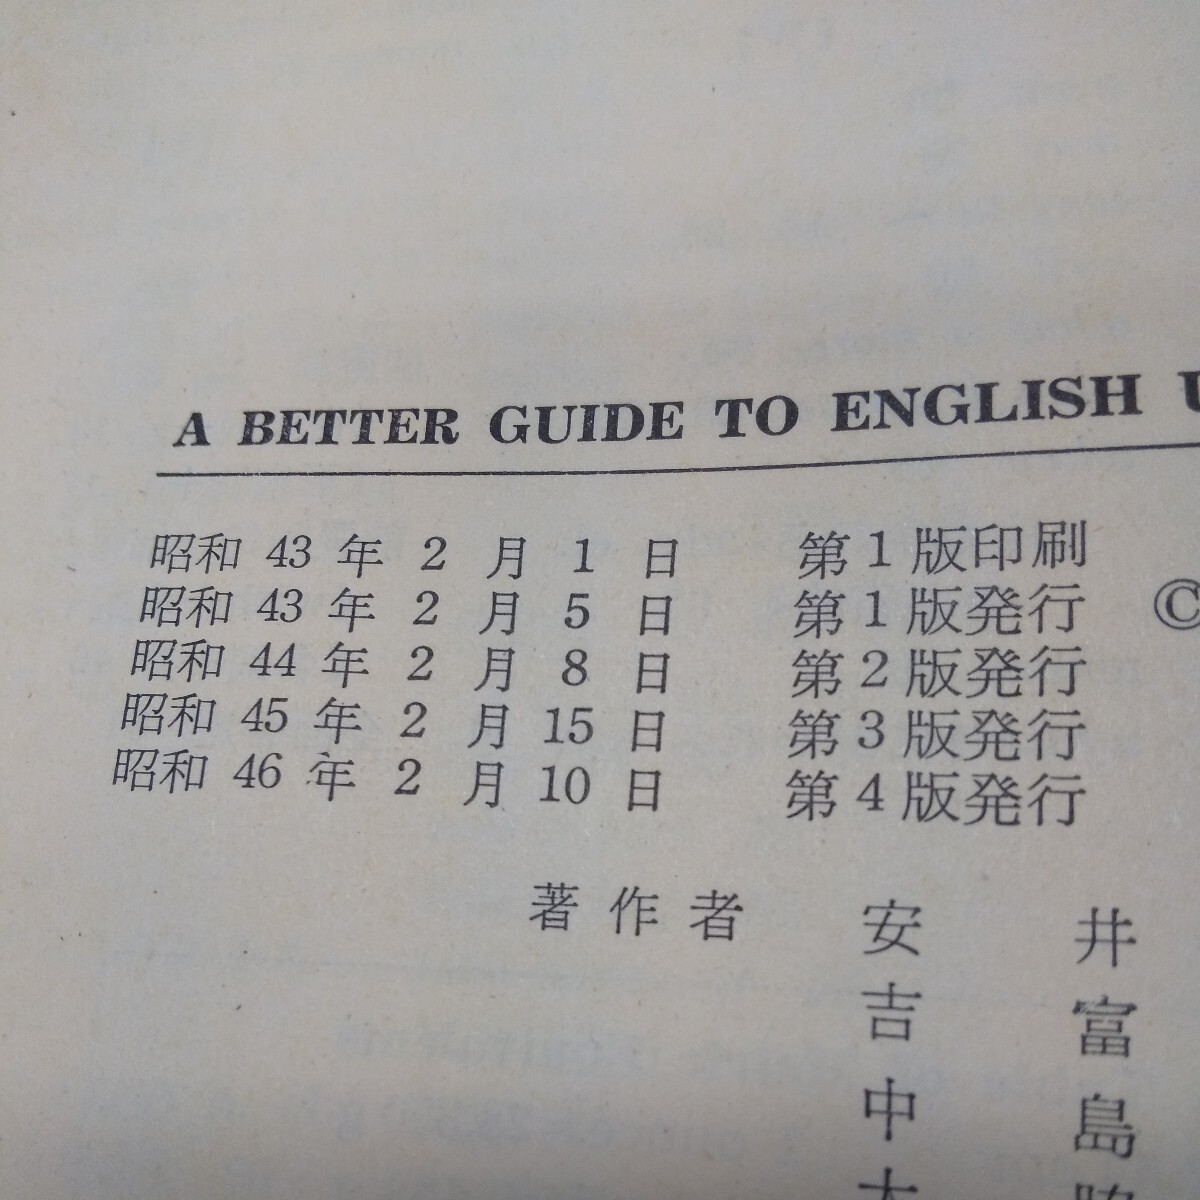 A BETTER GUIDE TO ENGLISH
昭和 43 年 2 月 1 日 第 1 版印刷
昭和 43 年 2 月 5 日 第 1 版発行 ©
昭和 44 年 2 月 8 日 第 2 版発行
昭和 45 年 2 月 15 日 第 3 版発行
昭和 46 年 2 月 10 日 第 4 版発行
著作者 安井
吉富
中島